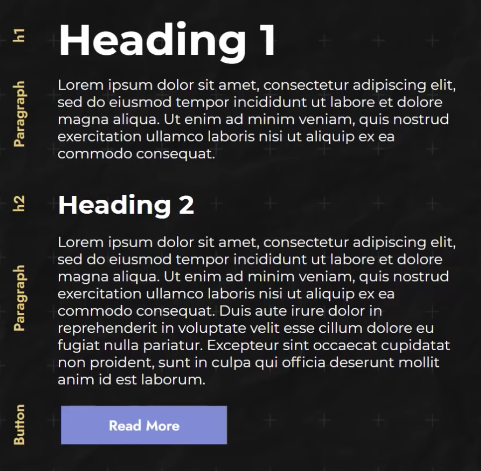 h1
Heading 1
Paragraph
Lorem ipsum dolor sit amet, consectetur adipiscing elit,
sed do eiusmod tempor incididunt ut labore et dolore
magna aliqua. Ut enim ad minim veniam, quis nostrud
exercitation ullamco laboris nisi ut aliquip ex ea
commodo consequat.
h2
Heading 2
Paragraph
Lorem ipsum dolor sit amet, consectetur adipiscing elit,
sed do eiusmod tempor incididunt ut labore et dolore
magna aliqua. Ut enim ad minim veniam, quis nostrud
exercitation ullamco laboris nisi ut aliquip ex ea
commodo consequat. Duis aute irure dolor in
reprehenderit in voluptate velit esse cillum dolore eu
fugiat nulla pariatur. Excepteur sint occaecat cupidatat
non proident, sunt in culpa qui officia deserunt mollit
anim id est laborum.
Button
Read More